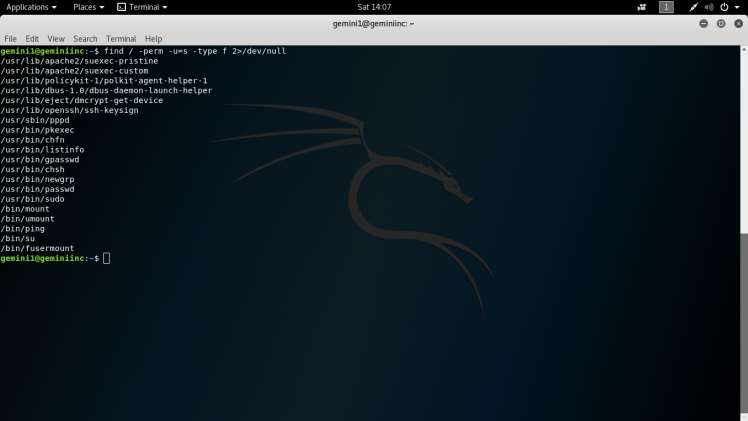 Applications Places Terminal Sat 14:07 1
gemini1@geminiinc: ~
File Edit View Search Terminal Help
gemini1@geminiinc:~$ find / -perm -u=s -type f 2>/dev/null
/usr/lib/apache2/suexec-pristine
/usr/lib/apache2/suexec-custom
/usr/lib/policykit-1/polkit-agent-helper-1
/usr/lib/dbus-1.0/dbus-daemon-launch-helper
/usr/lib/eject/dmcrypt-get-device
/usr/lib/openssh/ssh-keysign
/usr/sbin/pppd
/usr/bin/pkexec
/usr/bin/chfn
/usr/bin/listinfo
/usr/bin/gpasswd
/usr/bin/chsh
/usr/bin/newgrp
/usr/bin/passwd
/usr/bin/sudo
/bin/mount
/bin/umount
/bin/ping
/bin/su
/bin/fusermount
gemini1@geminiinc:~$